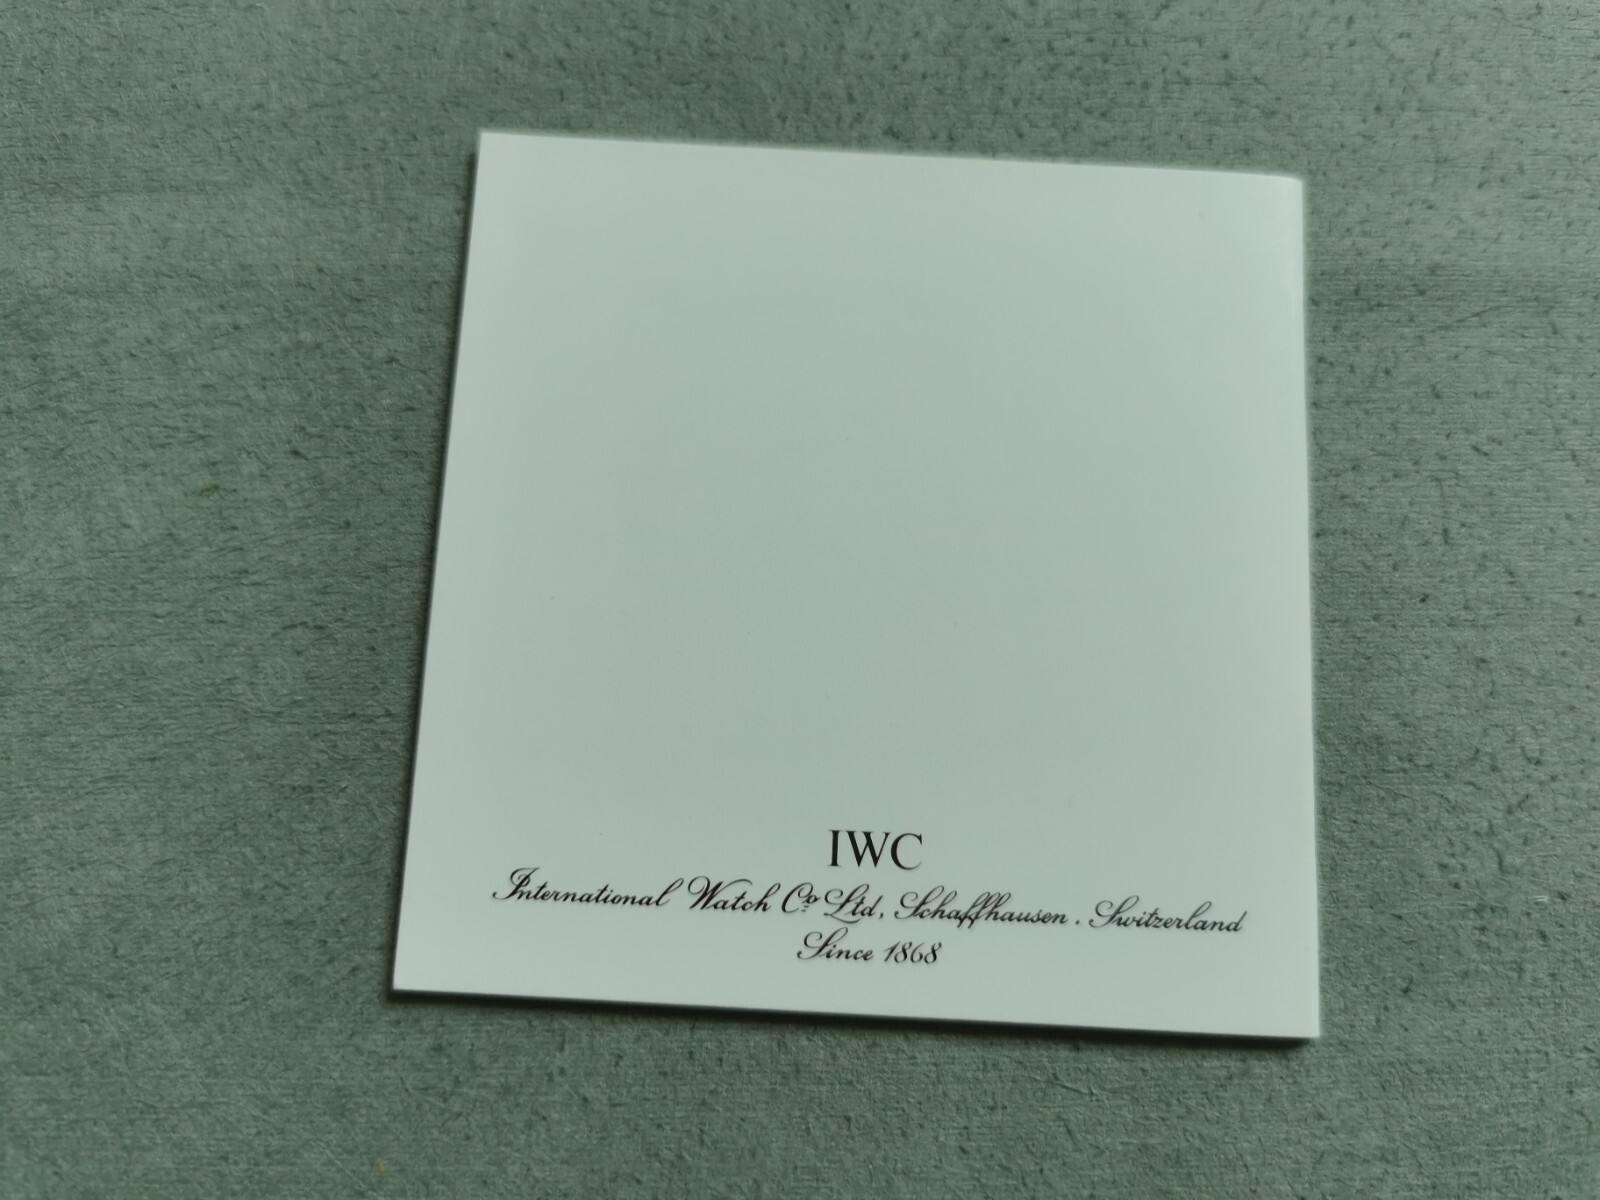 IWC
International Watch Co Ltd, Schaffhausen . Switzerland
Since 1868